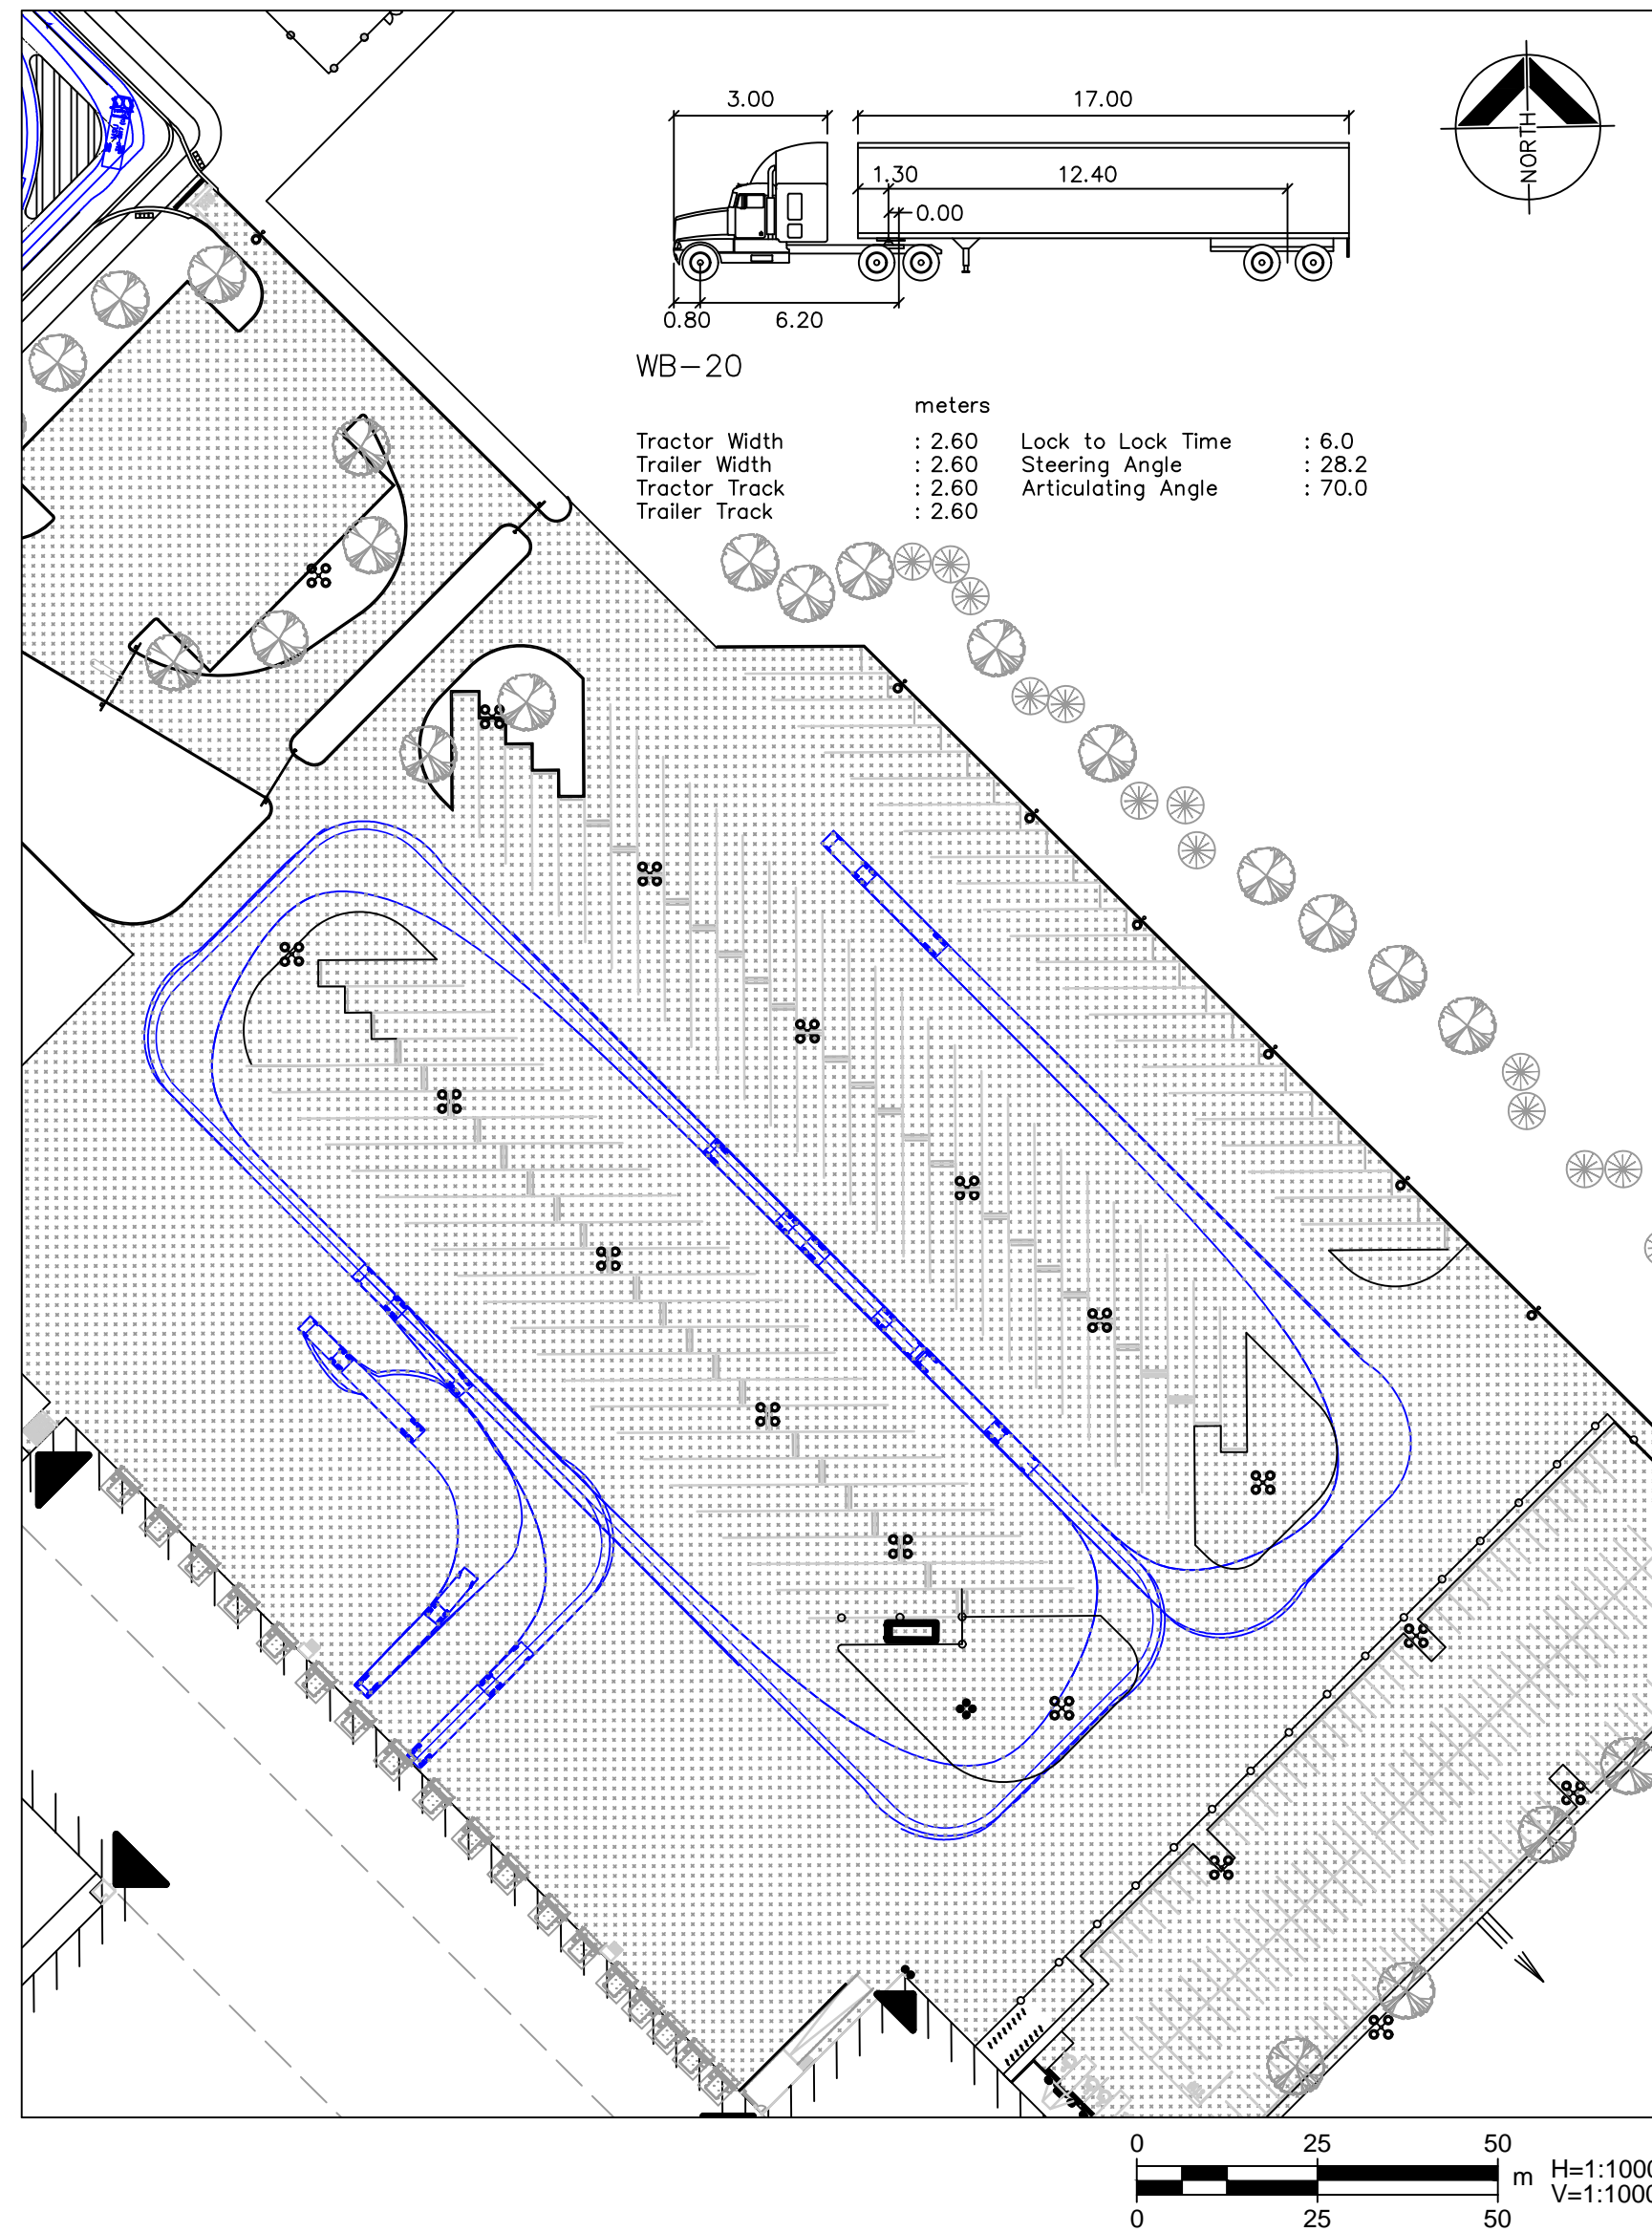 3.00 17.00
1.30 12.40
0.00
0.80 6.20
NORTH
WB-20
meters
Tractor Width : 2.60 Lock to Lock Time : 6.0
Trailer Width : 2.60 Steering Angle : 28.2
Tractor Track : 2.60 Articulating Angle : 70.0
Trailer Track : 2.60
0 25 50
m H=1:1000
V=1:1000
0 25 50